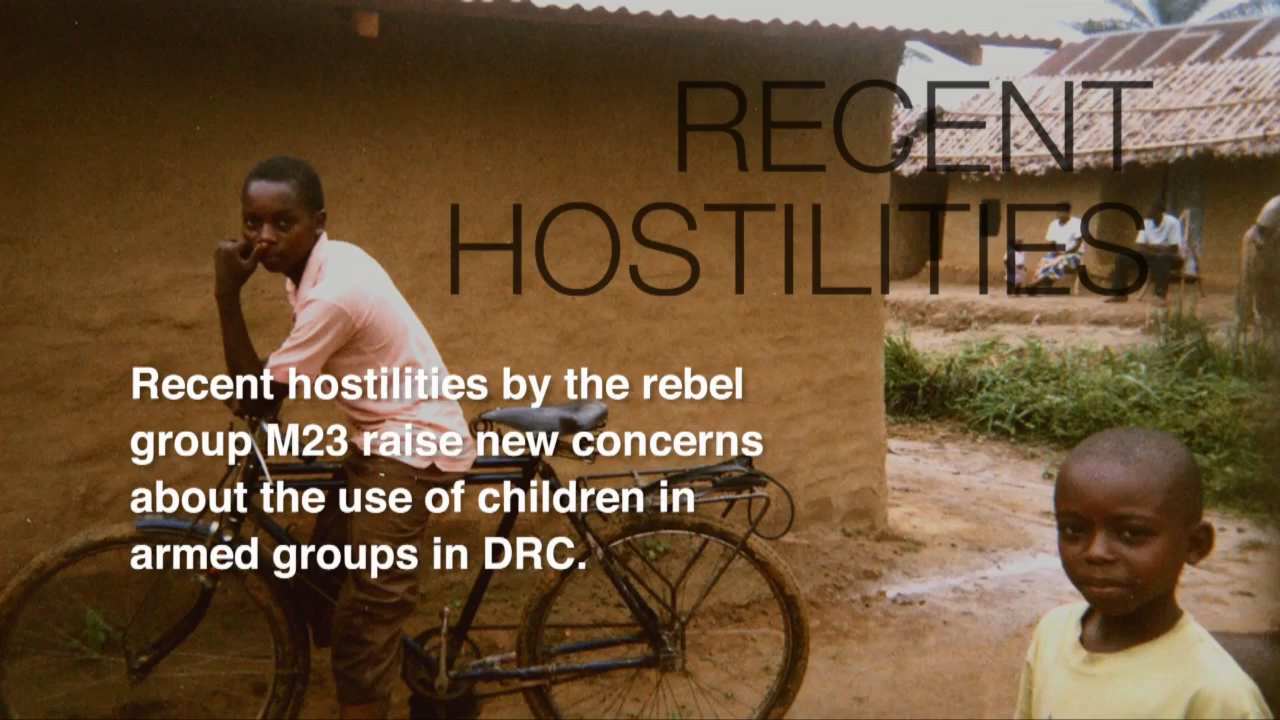 RECENT
HOSTILITIES
Recent hostilities by the rebel
group M23 raise new concerns
about the use of children in
armed groups in DRC.